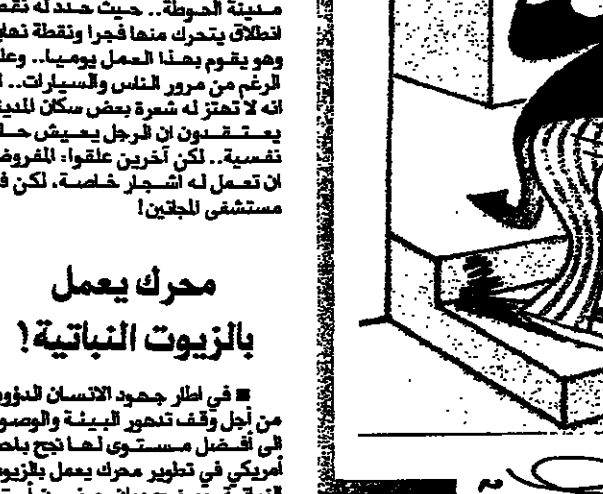 مدينة الحوطة.. حيث حدد له نقطة
انطلاق يتحرك منها فجرا ونقطة نهاية
وهو يقوم بهذا العمل يوميا.. وعلى
الرغم من مرور الناس والسيارات..
انه لا تهتز له شعرة بعض سكان المدينة
يعتقدون ان الرجل يعيش حالة
نفسية.. لكن آخرين علقوا: المفروض
ان تعمل له اشجار خاصة، لكن في
مستشفى المجانين!
محرك يعمل
بالزيوت النباتية!
■ في اطار جهود الانسان الدؤوبة
من أجل وقف تدهور البيئة والوصول
الى أفضل مستوى لها نجح باحث
أمريكي في تطوير محرك يعمل بالزيوت